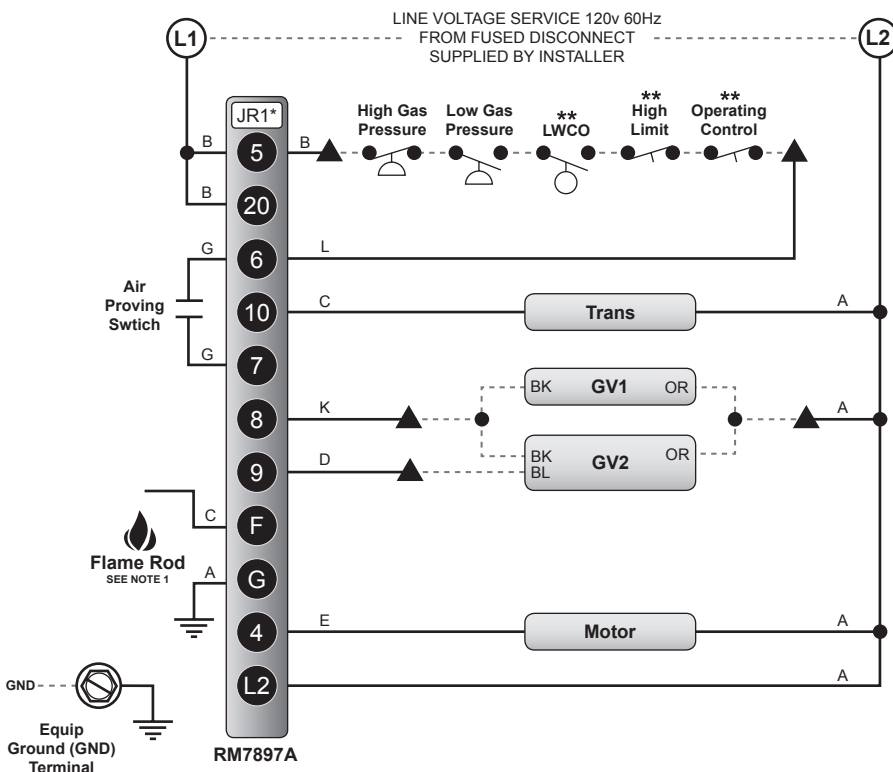 LINE VOLTAGE SERVICE 120v 60Hz
FROM FUSED DISCONNECT
SUPPLIED BY INSTALLER
L1
L2
JR1*
High Gas
Pressure
Low Gas
Pressure
**
LWCO
**
High
Limit
**
Operating
Control
B
5
B
B
20
G
6
L
Air
Proving
Swtich
C
10
Trans
A
G
7
K
8
BK
GV1
OR
A
D
9
BK
BL
GV2
OR
C
F
Flame Rod
SEE NOTE 1
A
G
E
4
Motor
A
L2
A
GND
Equip
Ground (GND)
Terminal
RM7897A